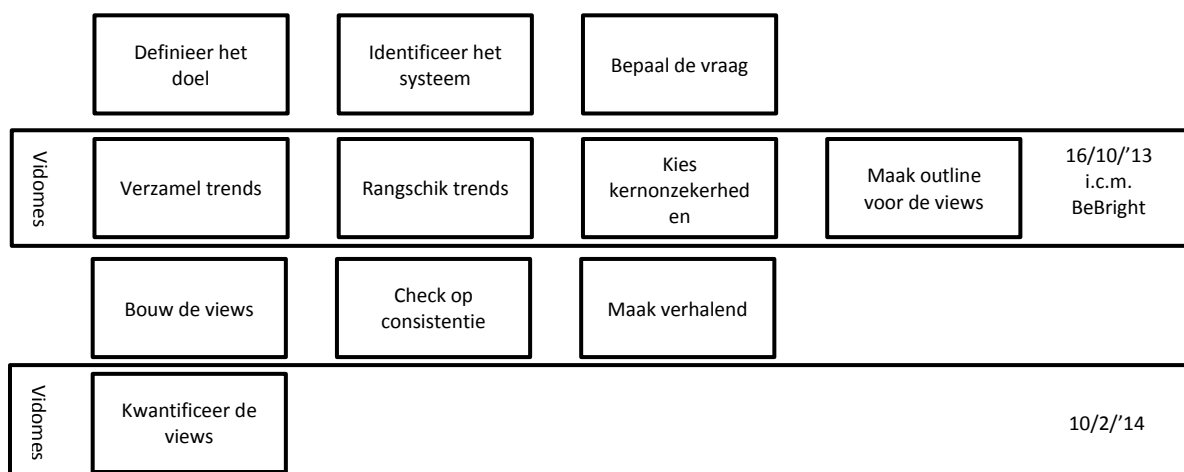 Definieer het
doel
Identificeer het
systeem
Bepaal de vraag
Vidomes
Verzamel trends
Rangschik trends
Kies
kernonzekerhed
en
Maak outline
voor de views
16/10/'13
i.c.m.
BeBright
Bouw de views
Check op
consistentie
Maak verhalend
Vidomes
Kwantificeer de
views
10/2/'14